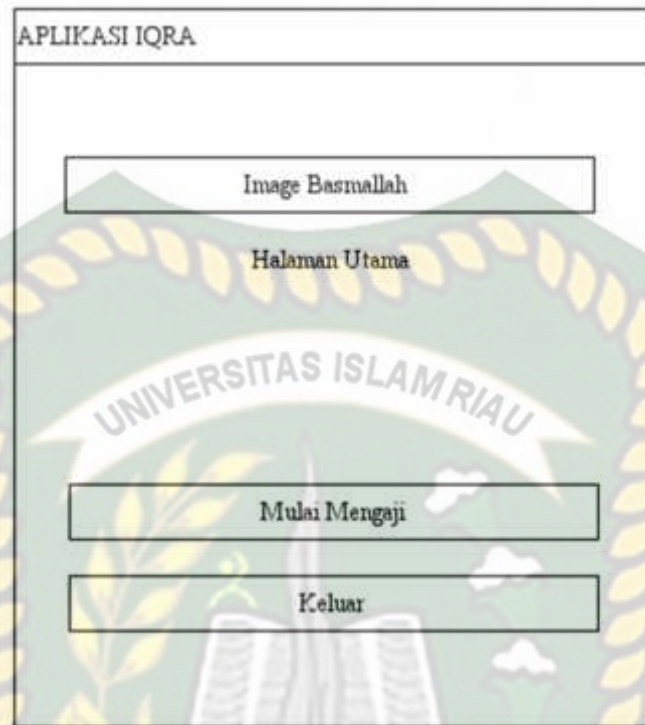 APLIKASI IQRA
Image Basmallah
Halaman Utama
UNIVERSITAS ISLAM RIAU
Mulai Mengaji
Keluar